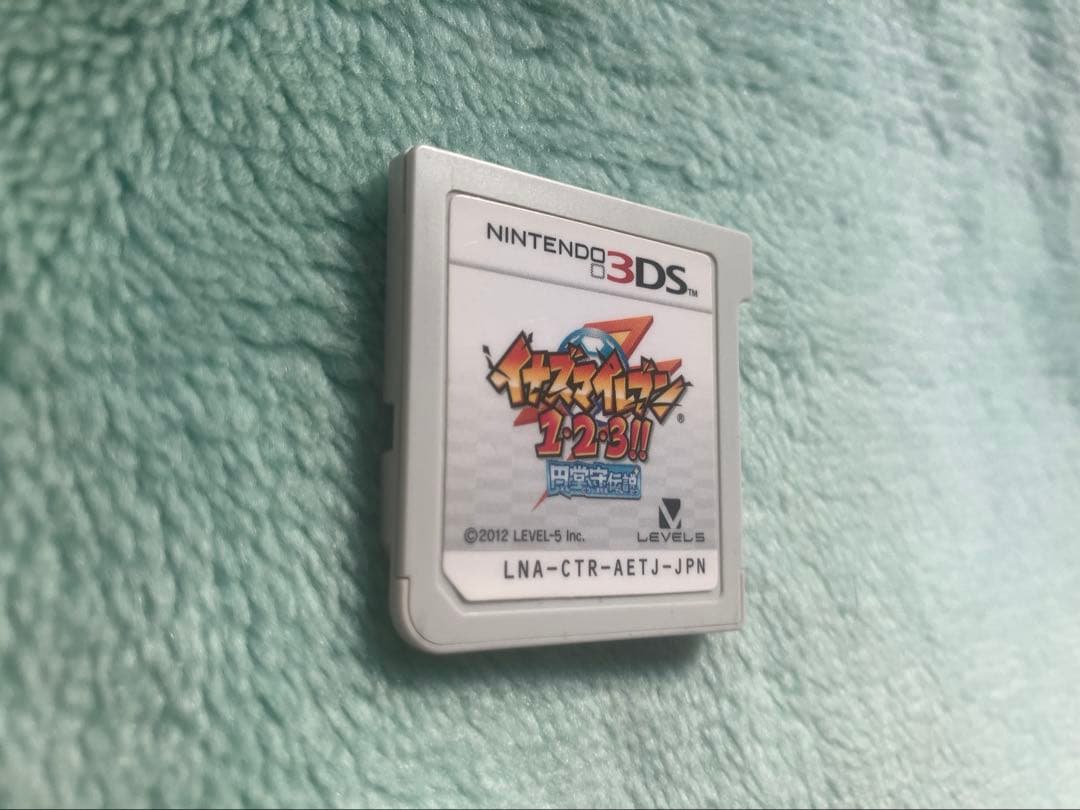 NINTENDO 3DS™
イナズマイレブン®
1・2・3!!
円堂守伝説
©2012 LEVEL-5 Inc.
LEVEL5
LNA-CTR-AETJ-JPN